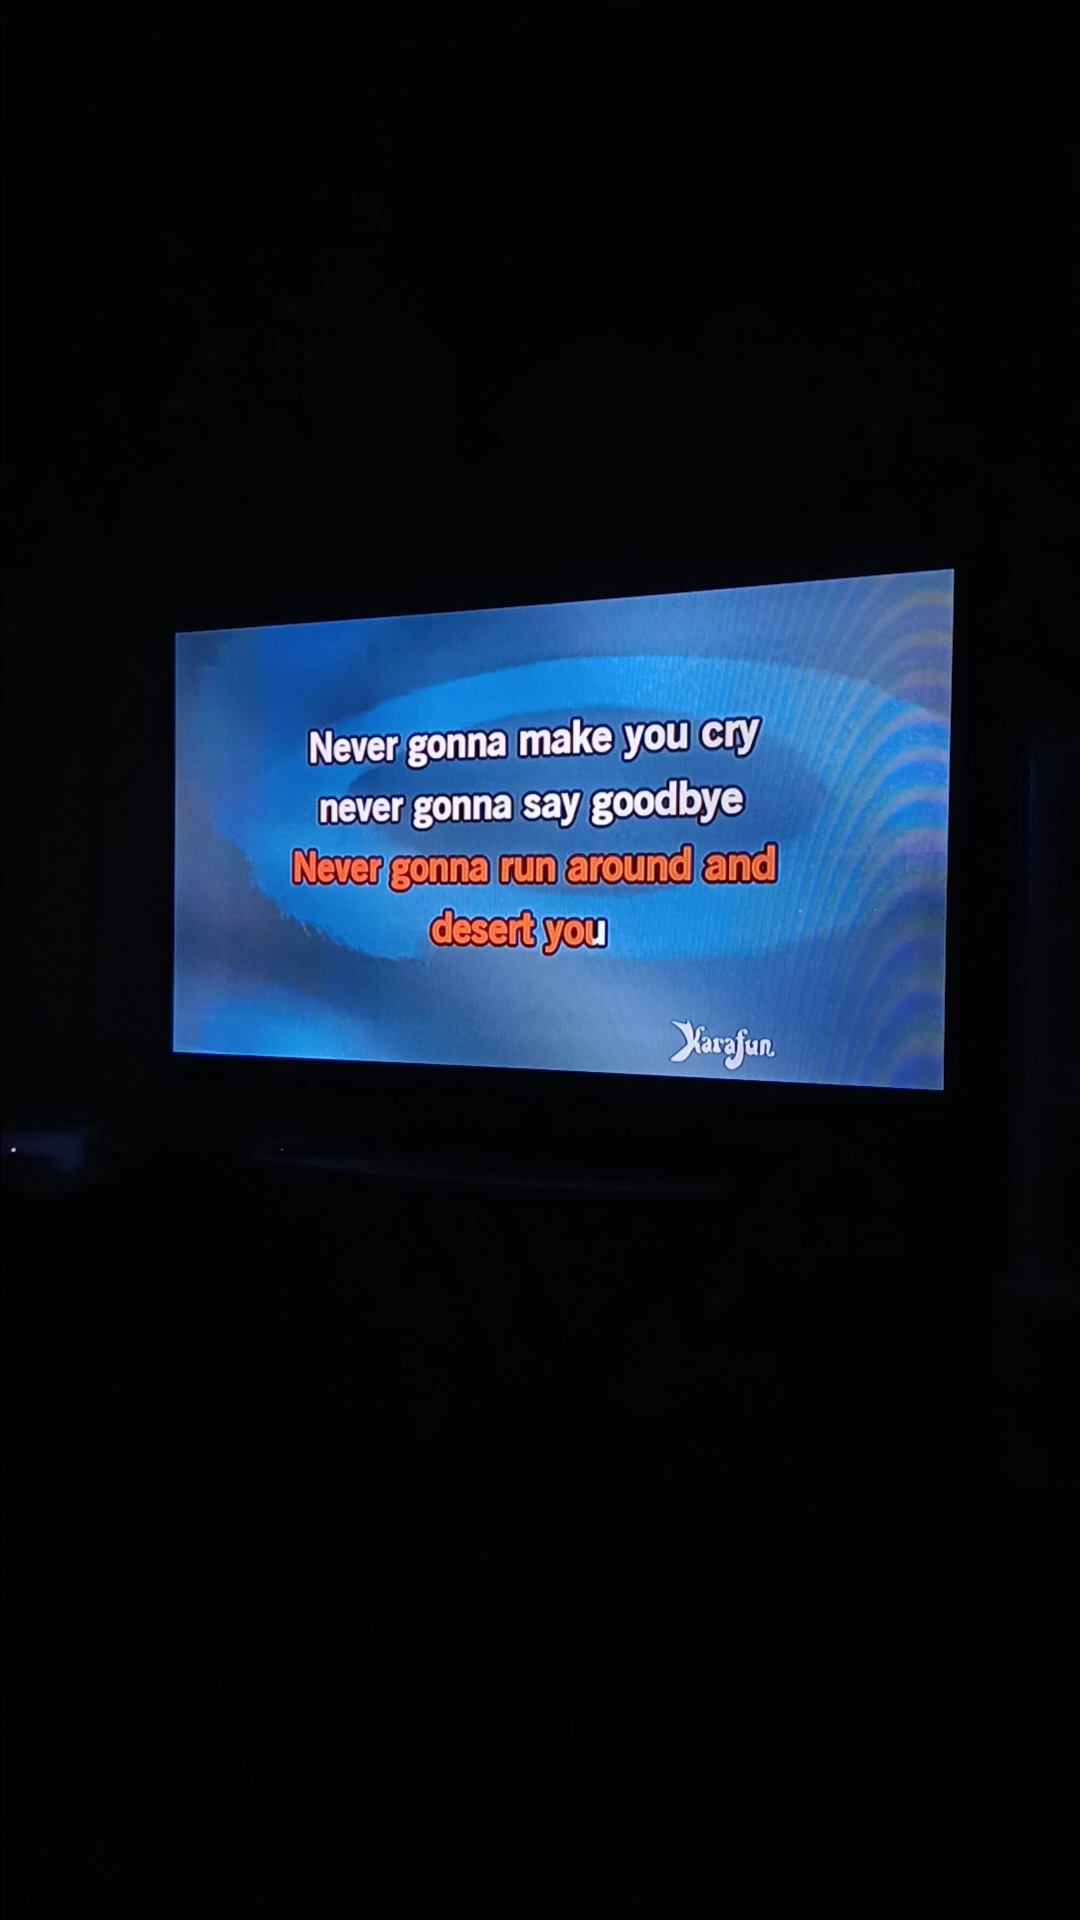 Never gonna make you cry
never gonna say goodbye
Never gonna run around and
desert you
Karafun